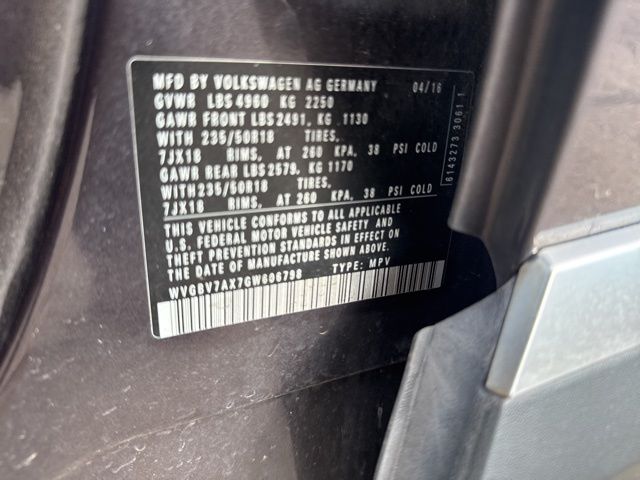 MFD BY VOLKSWAGEN AG GERMANY 04/16
GVWR LBS 4960 KG 2250
GAWR FRONT LBS 2491, KG 1130
WITH 235/50R18 TIRES,
7JX18 RIMS, AT 260 KPA, 38 PSI COLD
GAWR REAR LBS 2579, KG 1170
WITH 235/50R18 TIRES,
7JX18 RIMS, AT 260 KPA, 38 PSI COLD
THIS VEHICLE CONFORMS TO ALL APPLICABLE
U.S. FEDERAL MOTOR VEHICLE SAFETY AND
THEFT PREVENTION STANDARDS IN EFFECT ON THE
DATE OF MANUFACTURE SHOWN ABOVE.
TYPE: MPV
6143273 3061 1